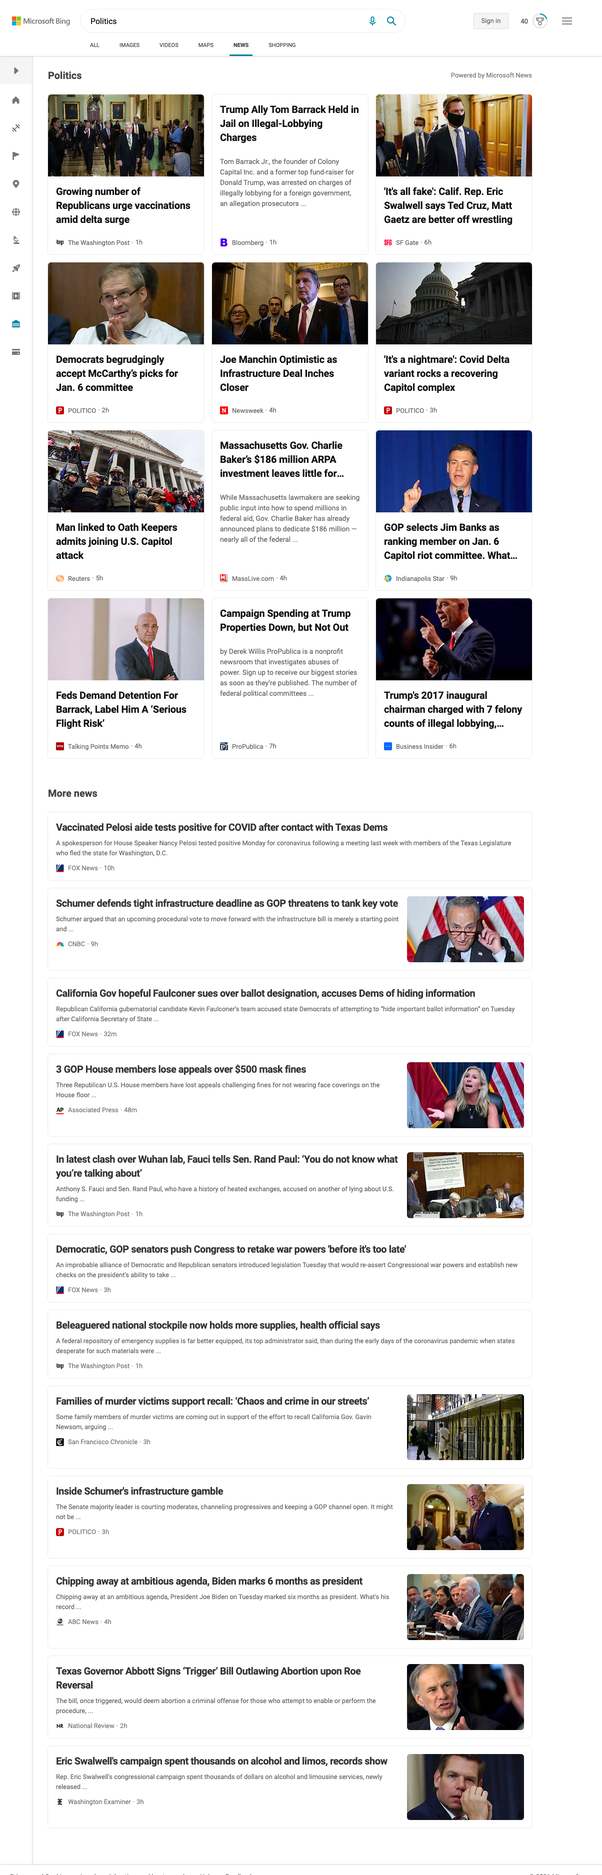 Microsoft Bing
Politics
Sign in
40
ALL
IMAGES
VIDEOS
MAPS
NEWS
SHOPPING
Politics
Powered by Microsoft News
Growing number of
Republicans urge vaccinations
amid delta surge
The Washington Post · 1h
Trump Ally Tom Barrack Held in
Jail on Illegal-Lobbying
Charges
Tom Barrack Jr., the founder of Colony
Capital Inc. and a former top fund-raiser for
Donald Trump, was arrested on charges of
illegally lobbying for a foreign government,
an allegation prosecutors ...
Bloomberg · 1h
'It's all fake': Calif. Rep. Eric
Swalwell says Ted Cruz, Matt
Gaetz are better off wrestling
SF Gate · 6h
Democrats begrudgingly
accept McCarthy's picks for
Jan. 6 committee
POLITICO · 2h
Joe Manchin Optimistic as
Infrastructure Deal Inches
Closer
Newsweek · 4h
'It's a nightmare': Covid Delta
variant rocks a recovering
Capitol complex
POLITICO · 3h
Man linked to Oath Keepers
admits joining U.S. Capitol
attack
Reuters · 5h
Massachusetts Gov. Charlie
Baker's $186 million ARPA
investment leaves little for...
While Massachusetts lawmakers are seeking
public input into how to spend millions in
federal aid, Gov. Charlie Baker has already
announced plans to dedicate $186 million —
nearly all of the federal ...
MassLive.com · 4h
GOP selects Jim Banks as
ranking member on Jan. 6
Capitol riot committee. What...
Indianapolis Star · 9h
Feds Demand Detention For
Barrack, Label Him A ‘Serious
Flight Risk’
Talking Points Memo · 4h
Campaign Spending at Trump
Properties Down, but Not Out
by Derek Willis ProPublica is a nonprofit
newsroom that investigates abuses of
power. Sign up to receive our biggest stories
as soon as they're published. The number of
federal political committees ...
ProPublica · 7h
Trump's 2017 inaugural
chairman charged with 7 felony
counts of illegal lobbying,...
Business Insider · 6h
More news
Vaccinated Pelosi aide tests positive for COVID after contact with Texas Dems
A spokesperson for House Speaker Nancy Pelosi tested positive Monday for coronavirus following a meeting last week with members of the Texas Legislature
who fled the state for Washington, D.C.
FOX News · 10h
Schumer defends tight infrastructure deadline as GOP threatens to tank key vote
Schumer argued that an upcoming procedural vote to move forward with the infrastructure bill is merely a starting point
and ...
CNBC · 9h
California Gov hopeful Faulconer sues over ballot designation, accuses Dems of hiding information
Republican California gubernatorial candidate Kevin Faulconer's team accused state Democrats of attempting to "hide important ballot information" on Tuesday
after California Secretary of State ...
FOX News · 32m
3 GOP House members lose appeals over $500 mask fines
Three Republican U.S. House members have lost appeals challenging fines for not wearing face coverings on the
House floor ...
Associated Press · 48m
In latest clash over Wuhan lab, Fauci tells Sen. Rand Paul: ‘You do not know what
you’re talking about’
Anthony S. Fauci and Sen. Rand Paul, who have a history of heated exchanges, accused on another of lying about U.S.
funding ...
The Washington Post · 1h
Democratic, GOP senators push Congress to retake war powers 'before it's too late'
An improbable alliance of Democratic and Republican senators introduced legislation Tuesday that would re-assert Congressional war powers and establish new
checks on the president's ability to take ...
FOX News · 3h
Beleaguered national stockpile now holds more supplies, health official says
A federal repository of emergency supplies is far better equipped, its top administrator said, than during the early days of the coronavirus pandemic when states
desperate for such materials were ...
The Washington Post · 1h
Families of murder victims support recall: ‘Chaos and crime in our streets’
Some family members of murder victims are coming out in support of the effort to recall California Gov. Gavin
Newsom, arguing ...
San Francisco Chronicle · 3h
Inside Schumer's infrastructure gamble
The Senate majority leader is courting moderates, channeling progressives and keeping a GOP channel open. It might
not be ...
POLITICO · 3h
Chipping away at ambitious agenda, Biden marks 6 months as president
Chipping away at an ambitious agenda, President Joe Biden on Tuesday marked six months as president. What's his
record ...
ABC News · 4h
Texas Governor Abbott Signs ‘Trigger’ Bill Outlawing Abortion upon Roe
Reversal
The bill, once triggered, would deem abortion a criminal offense for those who attempt to enable or perform the
procedure, ...
National Review · 2h
Eric Swalwell's campaign spent thousands on alcohol and limos, records show
Rep. Eric Swalwell's congressional campaign spent thousands of dollars on alcohol and limousine services, newly
released ...
Washington Examiner · 3h